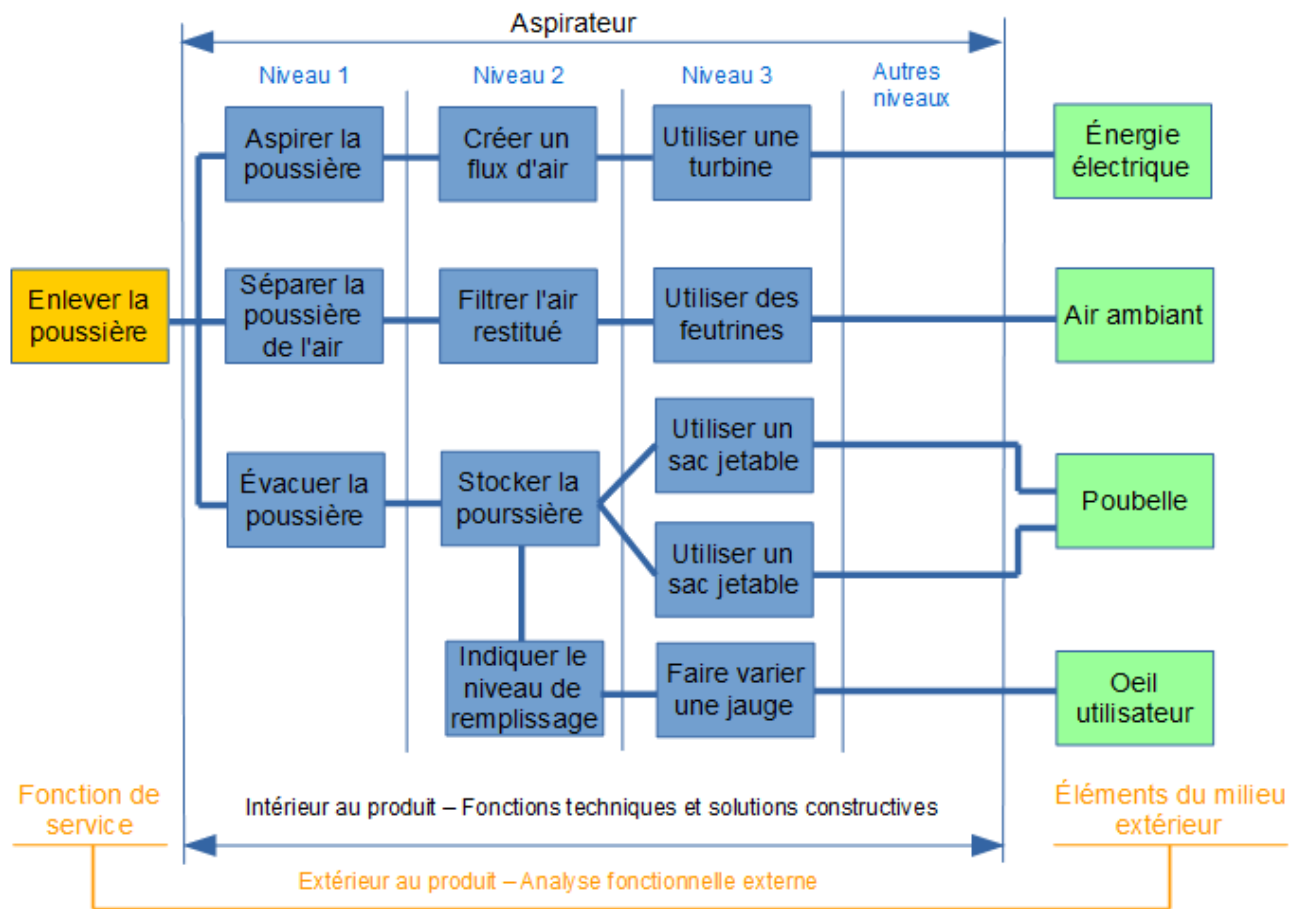 Aspirateur
Niveau 1
Niveau 2
Niveau 3
Autres
niveaux
Aspirer la
poussière
Créer un
flux d'air
Utiliser une
turbine
Énergie
électrique
Enlever la
poussière
Séparer la
poussière
de l'air
Filtrer l'air
restitué
Utiliser des
feutrines
Air ambiant
Évacuer la
poussière
Stocker la
pourssière
Utiliser un
sac jetable
Utiliser un
sac jetable
Poubelle
Indiquer le
niveau de
remplissage
Faire varier
une jauge
Oeil
utilisateur
Fonction de
service
Intérieur au produit – Fonctions techniques et solutions constructives
Éléments du milieu
extérieur
Extérieur au produit – Analyse fonctionnelle externe